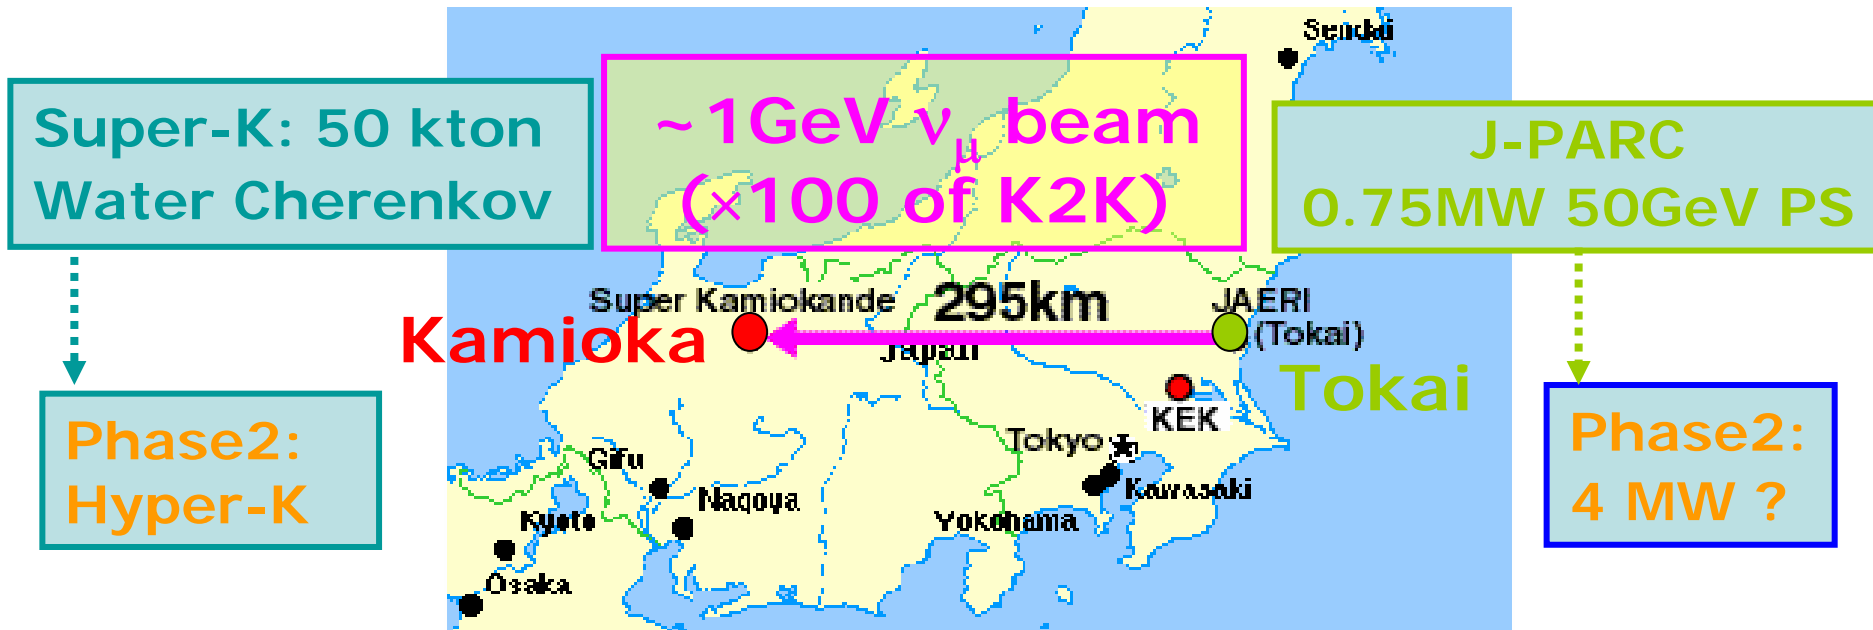 Sendai
Super-K: 50 kton
Water Cherenkov
~1GeV νμ beam
(×100 of K2K)
J-PARC
0.75MW 50GeV PS
Super Kamiokande
295km
JAERI
(Tokai)
Kamioka
Japan
Tokai
KEK
Phase2:
Hyper-K
Phase2:
4 MW ?
Tokyo
Gifu
Nagoya
Kawasaki
Kyoto
Yokohama
Osaka